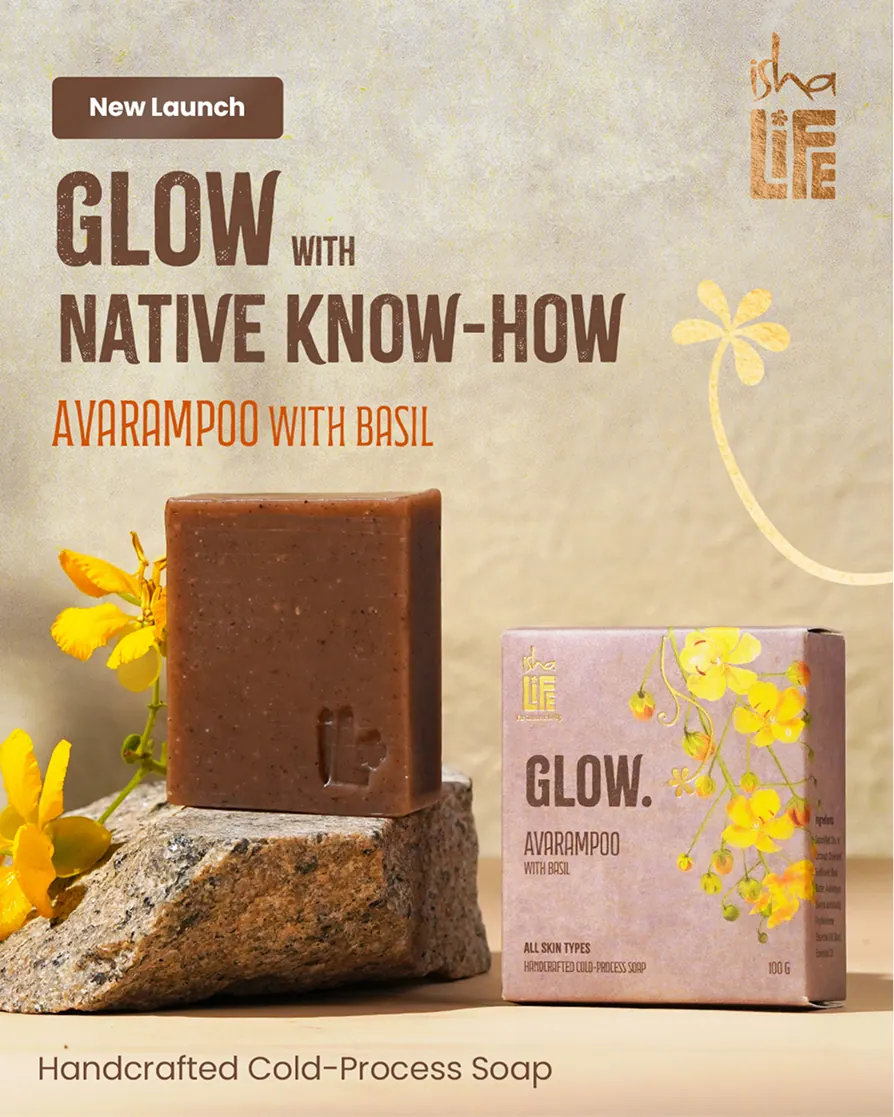 New Launch
isha
LIFE
GLOW WITH
NATIVE KNOW-HOW
AVARAMPOO WITH BASIL
isha
LIFE
GLOW.
AVARAMPOO
WITH BASIL
ALL SKIN TYPES
HANDCRAFTED COLD-PROCESS SOAP
100 G
Handcrafted Cold-Process Soap